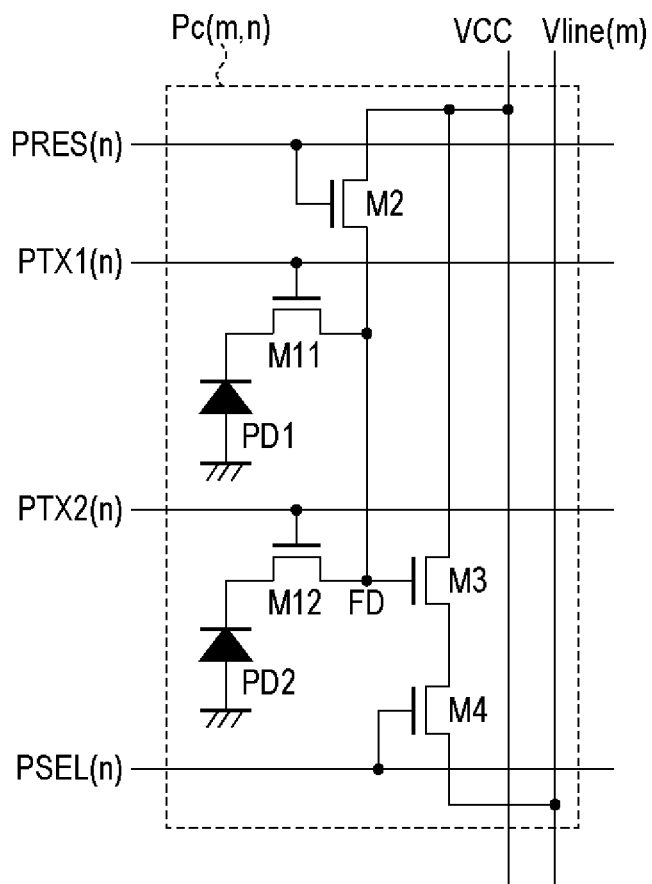 Pc(m,n)
VCC
Vline(m)
PRES(n)
M2
PTX1(n)
M11
PD1
PTX2(n)
M12
FD
M3
PD2
M4
PSEL(n)